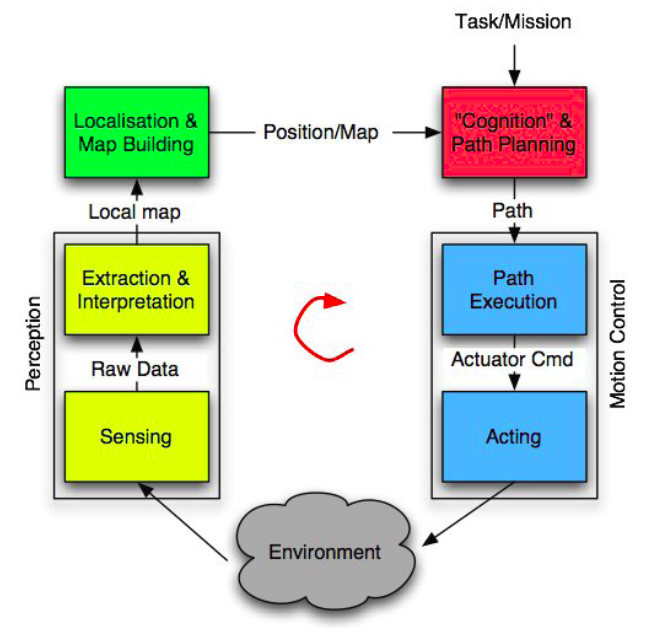 Task/Mission
Localisation &
Map Building
Position/Map
"Cognition" &
Path Planning
Local map
Path
Perception
Extraction &
Interpretation
Path
Execution
Motion Control
Raw Data
Actuator Cmd
Sensing
Acting
Environment